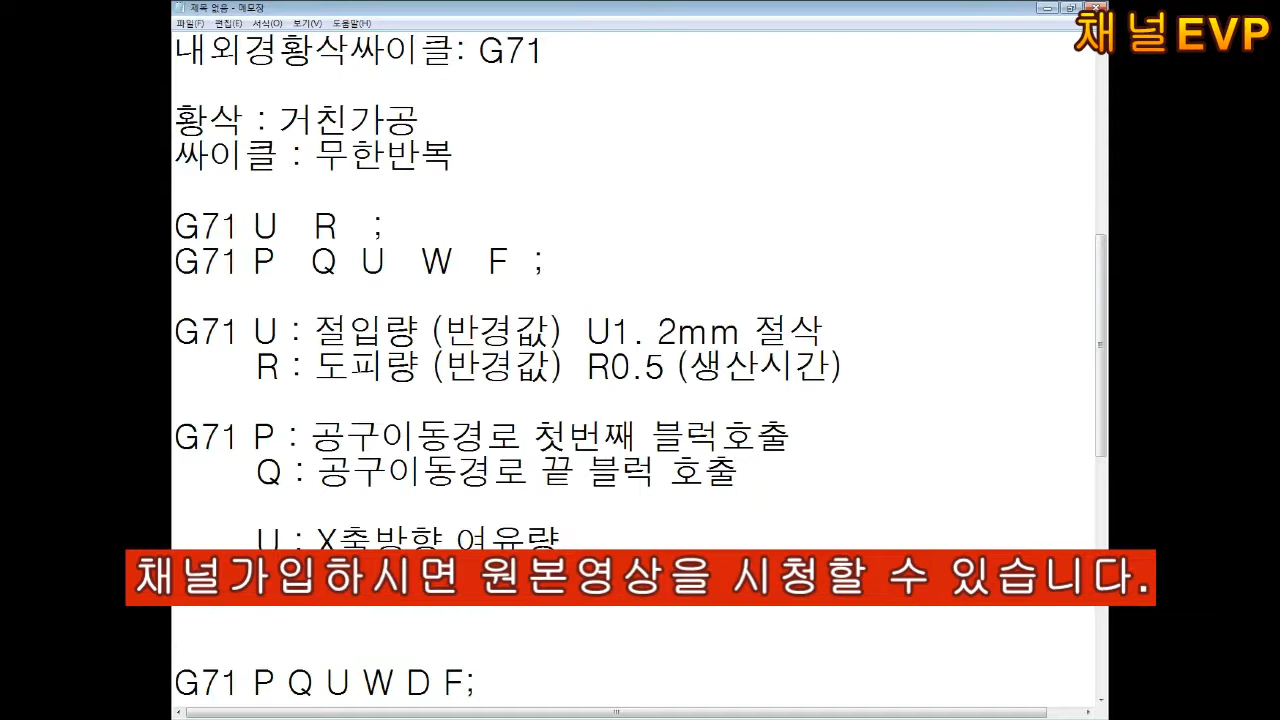 제목 없음 - 메모장
채널EVP
파일(F) 편집(E) 서식(O) 보기(V) 도움말(H)
내외경황삭싸이클: G71
황삭 : 거친가공
싸이클 : 무한반복
G71 U R ;
G71 P Q U W F ;
G71 U : 절입량 (반경값) U1. 2mm 절삭
R : 도피량 (반경값) R0.5 (생산시간)
G71 P : 공구이동경로 첫번째 블럭호출
Q : 공구이동경로 끝 블럭 호출
U : X축방향 여유량
채널가입하시면 원본영상을 시청할 수 있습니다.
G71 P Q U W D F;